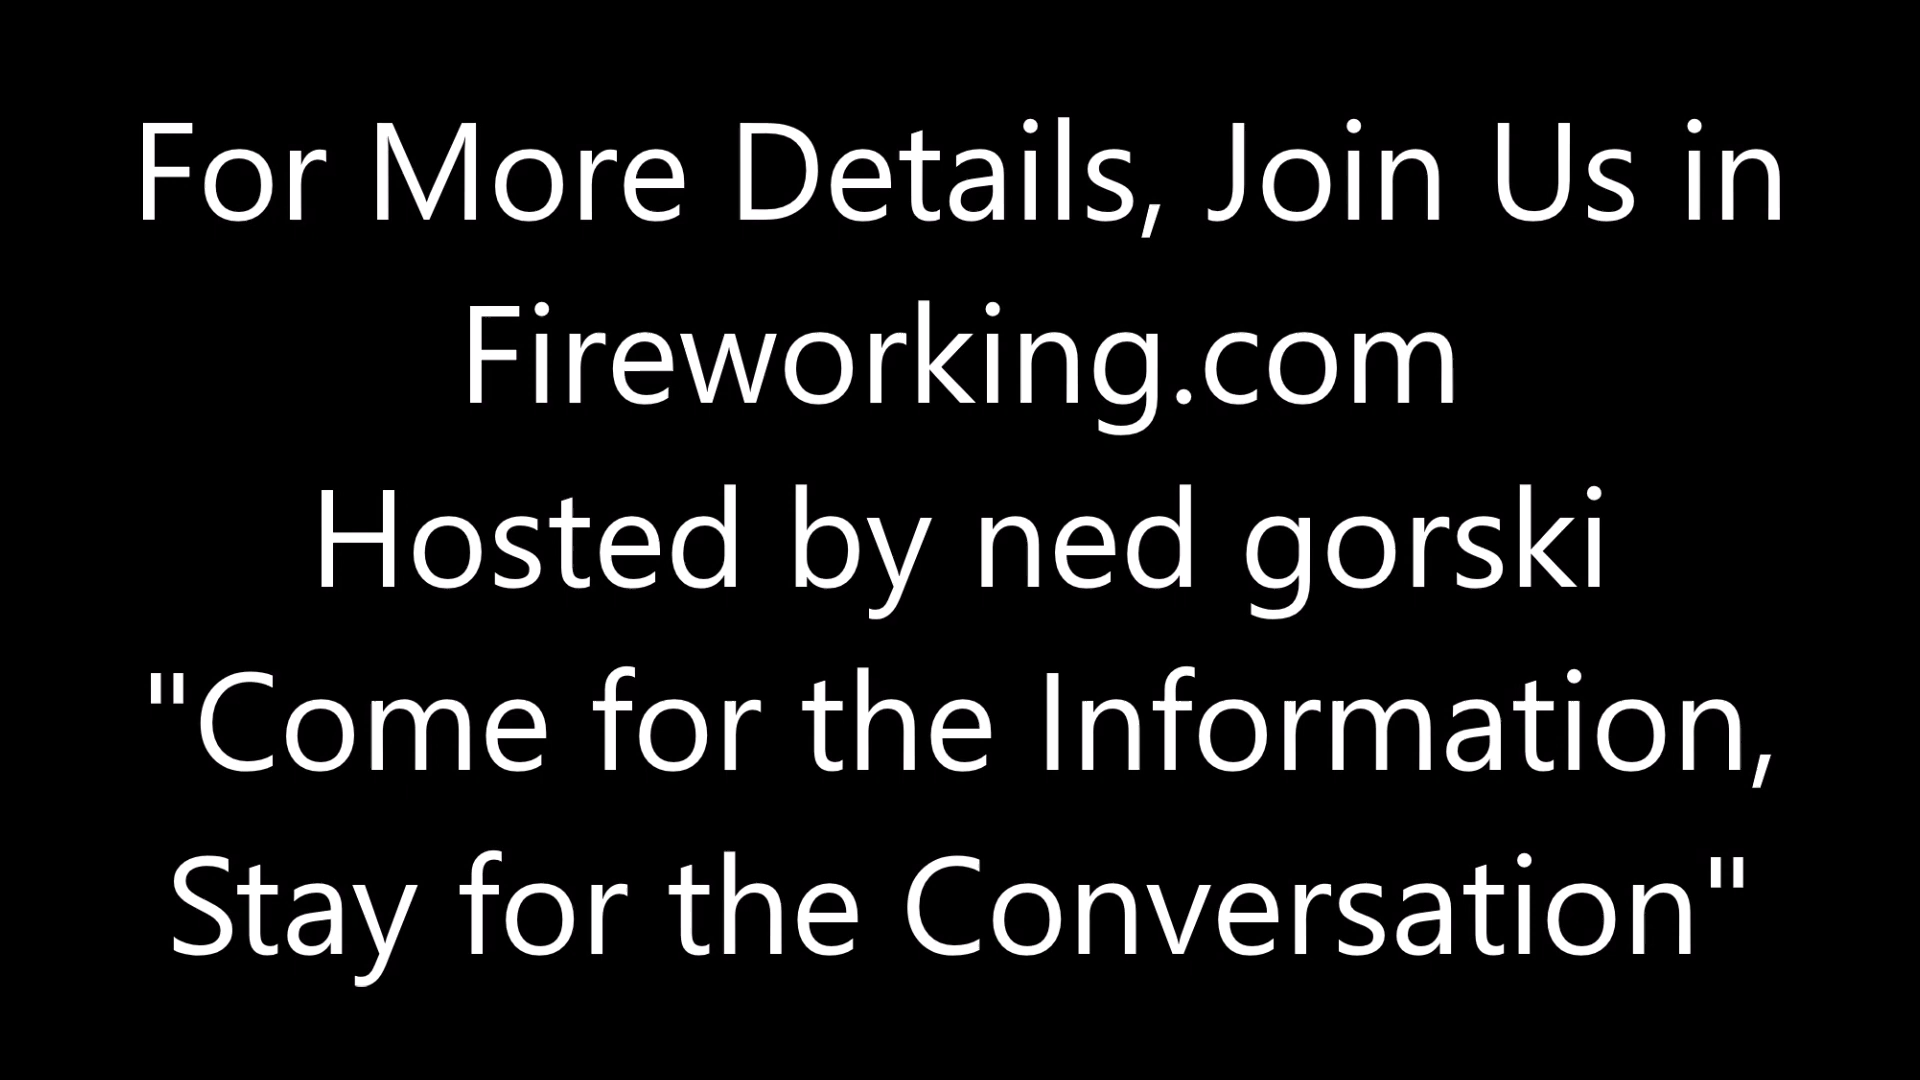 For More Details, Join Us in
Fireworking.com
Hosted by ned gorski
"Come for the Information,
Stay for the Conversation"